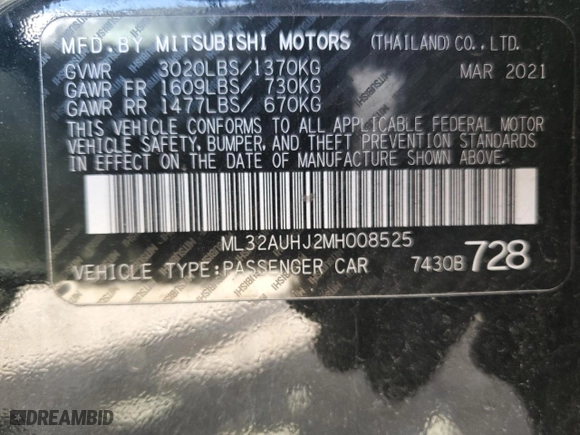 MFD. BY MITSUBISHI MOTORS (THAILAND) CO., LTD.
GVWR 3020LBS/1370KG MAR 2021
GAWR FR 1609LBS/ 730KG
GAWR RR 1477LBS/ 670KG
THIS VEHICLE CONFORMS TO ALL APPLICABLE FEDERAL MOTOR
VEHICLE SAFETY, BUMPER, AND THEFT PREVENTION STANDARDS
IN EFFECT ON THE DATE OF MANUFACTURE SHOWN ABOVE.
ML32AUHJ2MH008525
VEHICLE TYPE:PASSENGER CAR 7430B 728
DREAMBID